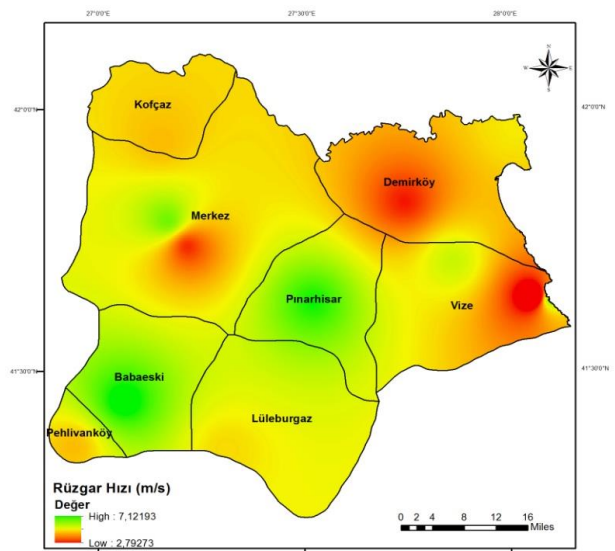 27°0'0"E 27°30'0"E 28°0'0"E
N
W E
S
42°0'0"N 42°0'0"N
Kofçaz
Demirköy
Merkez
Pınarhisar
Vize
41°30'0"N 41°30'0"N
Babaeski
Lüleburgaz
Pehlivanköy
Rüzgar Hızı (m/s)
Değer
High : 7,12193
Low : 2,79273
0 2 4 8 12 16
Miles